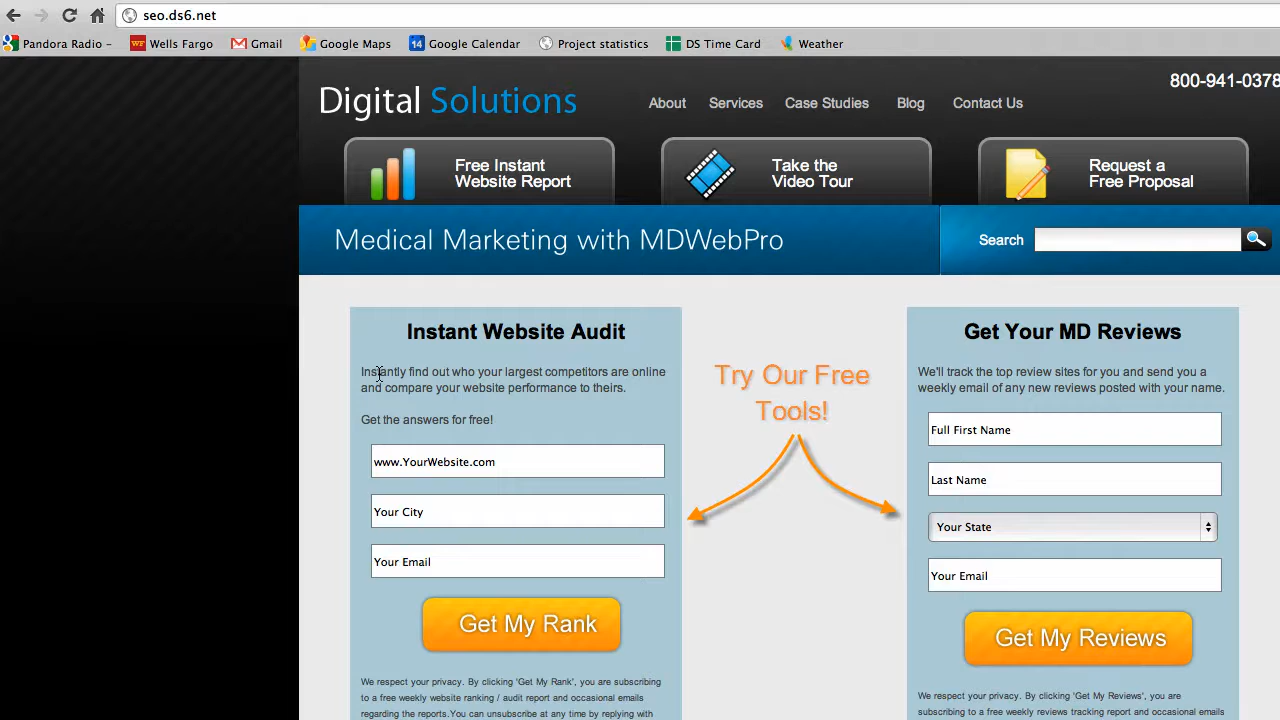 seo.ds6.net
Pandora Radio – Wells Fargo Gmail Google Maps 14 Google Calendar Project statistics DS Time Card Weather
Digital Solutions
About Services Case Studies Blog Contact Us
800-941-0378
Free Instant
Website Report
Take the
Video Tour
Request a
Free Proposal
Medical Marketing with MDWebPro
Search
Instant Website Audit
Instantly find out who your largest competitors are online
and compare your website performance to theirs.
Get the answers for free!
www.YourWebsite.com
Your City
Your Email
Get My Rank
We respect your privacy. By clicking 'Get My Rank', you are subscribing
to a free weekly website ranking / audit report and occasional emails
regarding the reports.You can unsubscribe at any time by replying with
Try Our Free
Tools!
Get Your MD Reviews
We'll track the top review sites for you and send you a
weekly email of any new reviews posted with your name.
Full First Name
Last Name
Your State
Your Email
Get My Reviews
We respect your privacy. By clicking 'Get My Reviews', you are
subscribing to a free weekly reviews tracking report and occasional emails